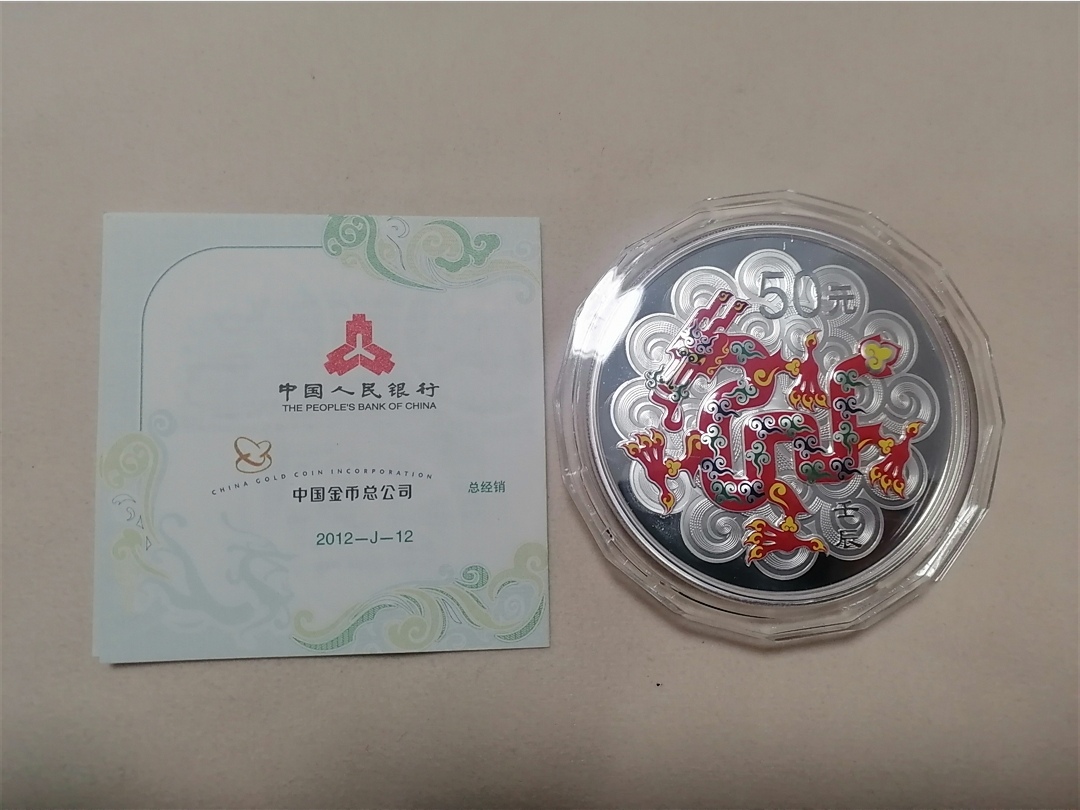 中国人民银行
THE PEOPLE'S BANK OF CHINA
CHINA GOLD COIN INCORPORATION
中国金币总公司
总经销
2012—J—12
50元
壬辰